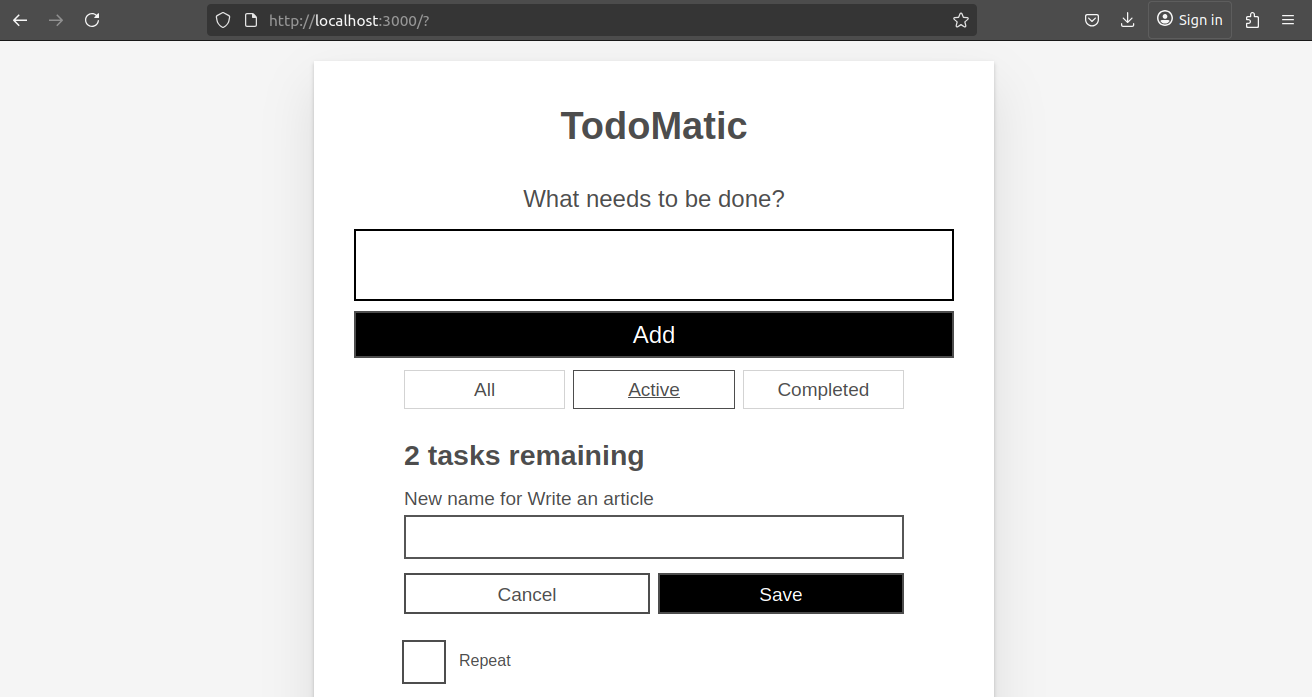 http://localhost:3000/?
Sign in
TodoMatic
What needs to be done?
Add
All Active Completed
2 tasks remaining
New name for Write an article
Cancel Save
Repeat